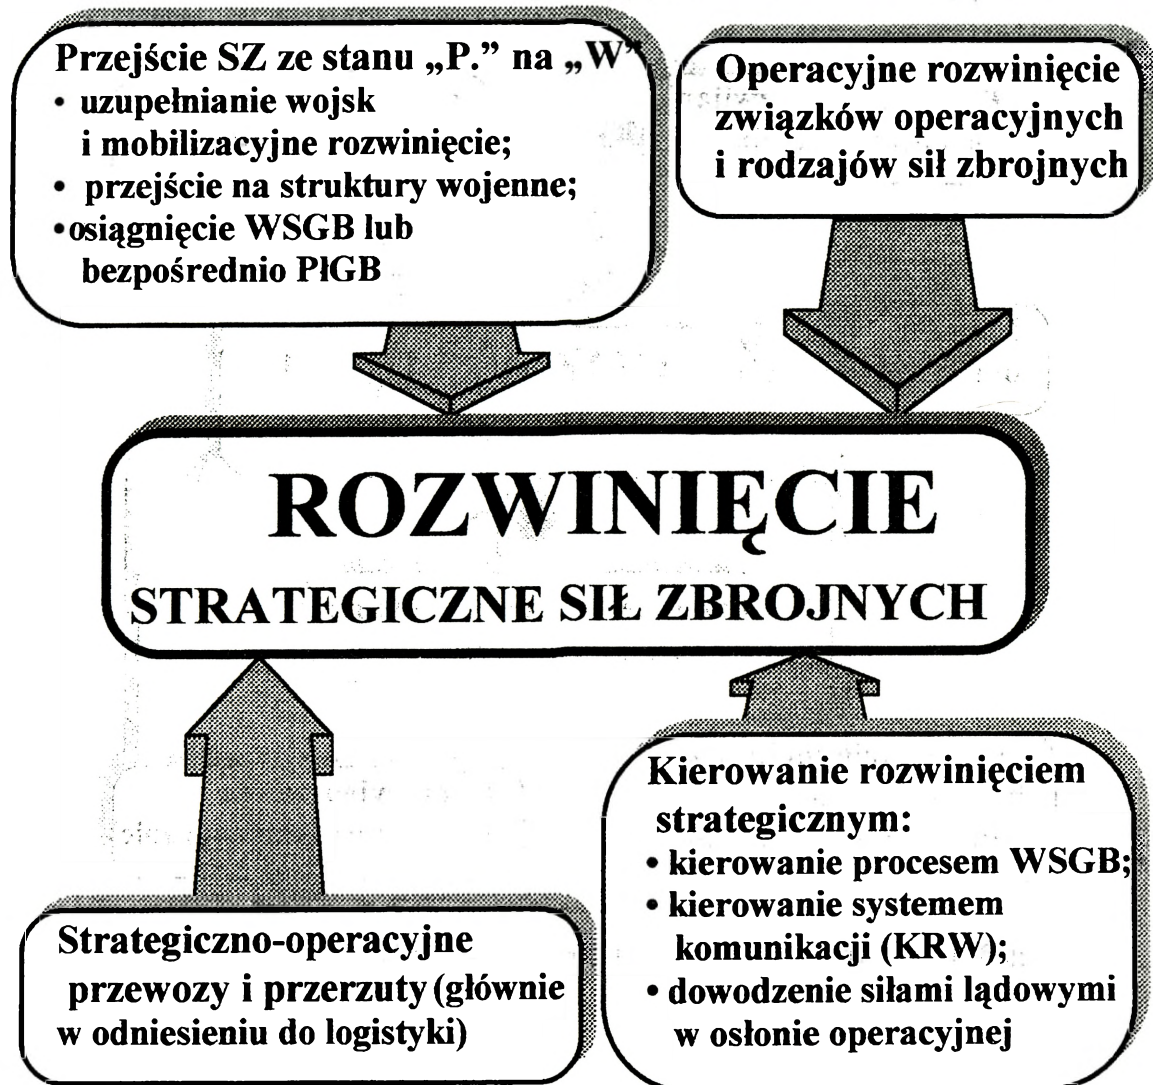 Przejście SZ ze stanu „P.” na „W”
• uzupełnianie wojsk
i mobilizacyjne rozwinięcie;
• przejście na struktury wojenne;
•osiągnięcie WSGB lub
bezpośrednio PłGB
Operacyjne rozwinięcie
związków operacyjnych
i rodzajów sił zbrojnych
ROZWINIĘCIE
STRATEGICZNE SIŁ ZBROJNYCH
Strategiczno-operacyjne
przewozy i przerzuty (głównie
w odniesieniu do logistyki)
Kierowanie rozwinięciem
strategicznym:
• kierowanie procesem WSGB;
• kierowanie systemem
komunikacji (KRW);
• dowodzenie siłami lądowymi
w osłonie operacyjnej